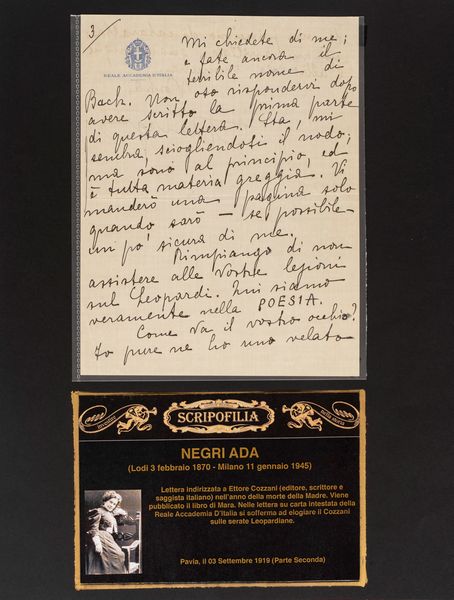 3/
REALE ACCADEMIA D'ITALIA
Mi chiedete di me;
e fate ancora il
terribile nome di
Bach. Non oso rispondervi dopo
avere scritto la prima parte
di questa lettera. Sta, mi
sembra, sciogliendosi il nodo;
ma sono al principio, ed
è tutta materia greggia. Vi
manderò una pagina solo
quando sarò – se possibile –
un po' sicura di me.
Rimpiango di non
assistere alle vostre lezioni
sul Leopardi. Qui siamo
veramente nella POESIA.
Come va il vostro occhio?
Io pure ne ho uno velato
SCRIPOFILIA
NEGRI ADA
(Lodi 3 febbraio 1870 - Milano 11 gennaio 1945)
Lettera indirizzata a Ettore Cozzani (editore, scrittore e
saggista italiano) nell'anno della morte della Madre. Viene
pubblicato il libro di Mara. Nelle lettera su carta intestata della
Reale Accademia D'Italia si sofferma ad elogiare il Cozzani
sulle serate Leopardiane.
Pavia, il 03 Settembre 1919 (Parte Seconda)